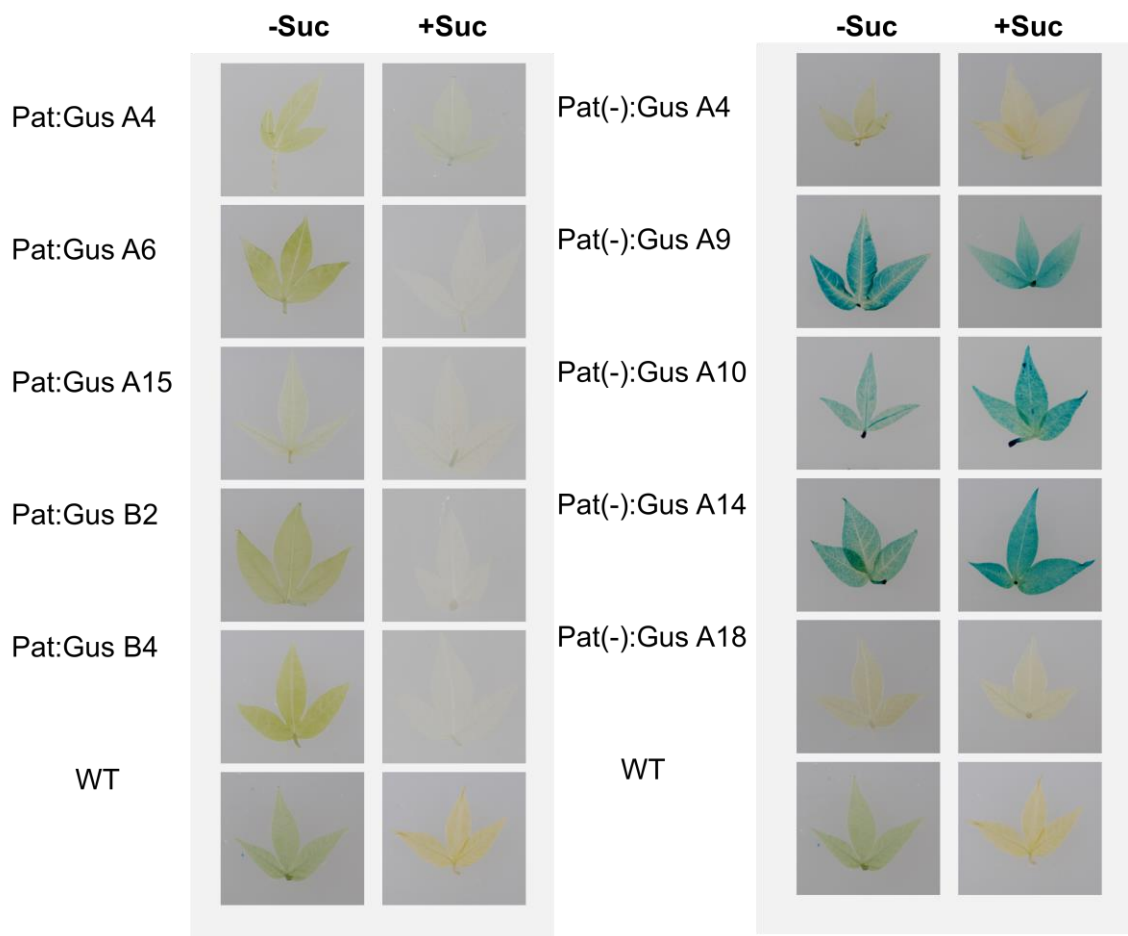 -Suc +Suc
Pat:Gus A4
Pat:Gus A6
Pat:Gus A15
Pat:Gus B2
Pat:Gus B4
WT
-Suc +Suc
Pat(-):Gus A4
Pat(-):Gus A9
Pat(-):Gus A10
Pat(-):Gus A14
Pat(-):Gus A18
WT